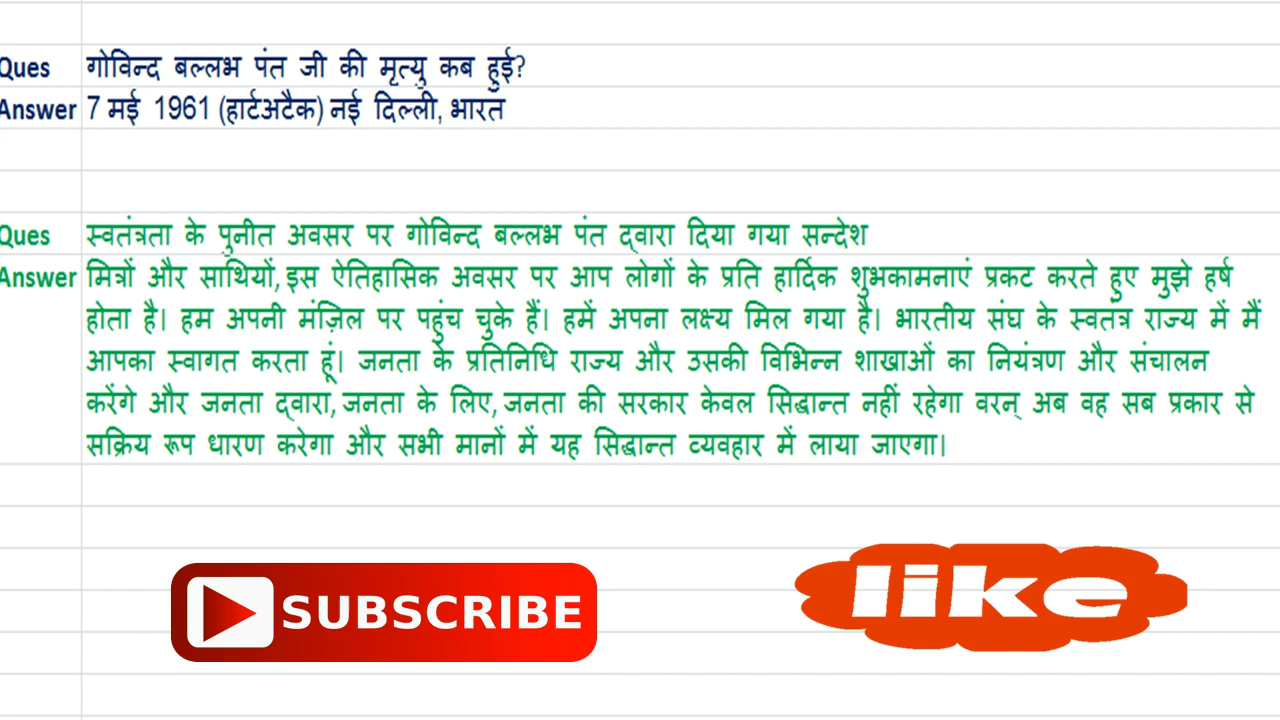 Ques गोविन्द बल्लभ पंत जी की मृत्यु कब हुई?
Answer 7 मई 1961 (हार्टअटैक) नई दिल्ली, भारत
Ques स्वतंत्रता के पुनीत अवसर पर गोविन्द बल्लभ पंत द्वारा दिया गया सन्देश
Answer मित्रों और साथियों, इस ऐतिहासिक अवसर पर आप लोगों के प्रति हार्दिक शुभकामनाएं प्रकट करते हुए मुझे हर्ष
होता है। हम अपनी मंज़िल पर पहुंच चुके हैं। हमें अपना लक्ष्य मिल गया है। भारतीय संघ के स्वतंत्र राज्य में मैं
आपका स्वागत करता हूं। जनता के प्रतिनिधि राज्य और उसकी विभिन्न शाखाओं का नियंत्रण और संचालन
करेंगे और जनता द्वारा, जनता के लिए, जनता की सरकार केवल सिद्धान्त नहीं रहेगा वरन् अब वह सब प्रकार से
सक्रिय रूप धारण करेगा और सभी मानों में यह सिद्धान्त व्यवहार में लाया जाएगा।
SUBSCRIBE
like